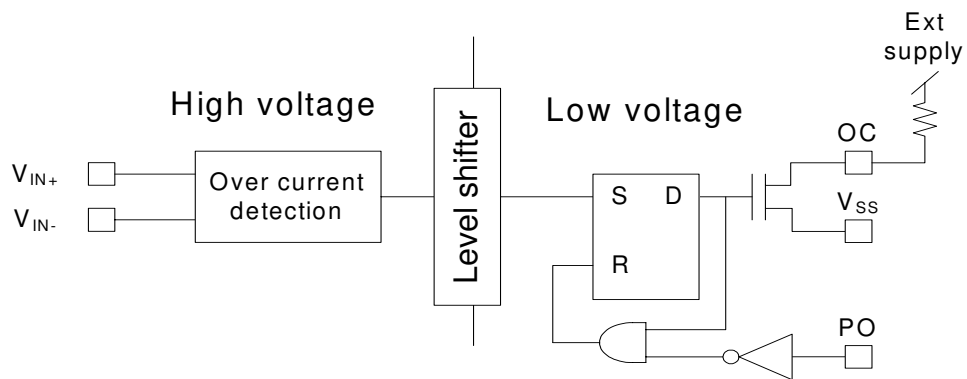 Ext
supply
High voltage
Low voltage
Level shifter
OC
V_IN+
V_IN-
Over current
detection
S D
R
V_SS
PO